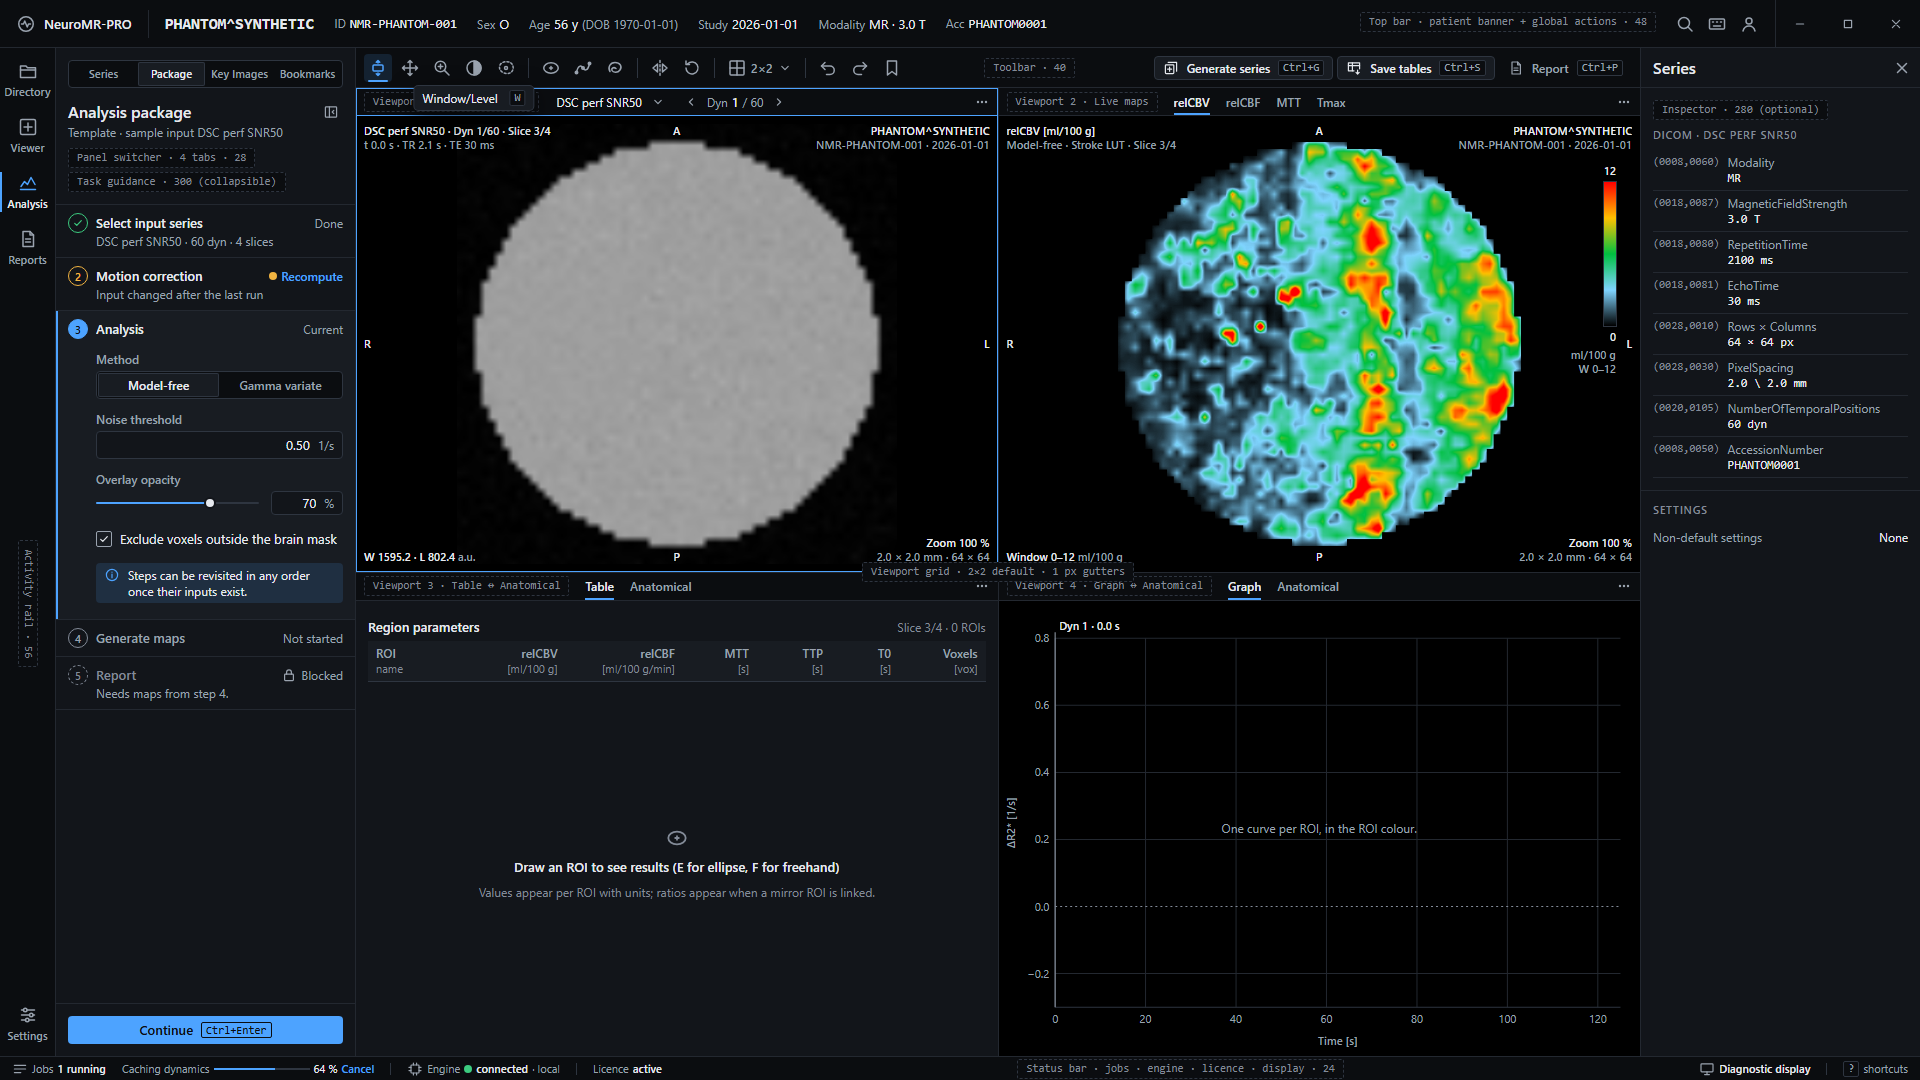 NeuroMR-PRO
PHANTOM^SYNTHETIC
ID NMR-PHANTOM-001
Sex O
Age 56 y (DOB 1970-01-01)
Study 2026-01-01
Modality MR · 3.0 T
Acc PHANTOM0001
Top bar · patient banner + global actions · 48
Directory
Viewer
Analysis
Reports
Activity rail · 56
Settings
Series
Package
Key Images
Bookmarks
Analysis package
Template · sample input DSC perf SNR50
Panel switcher · 4 tabs · 28
Task guidance · 300 (collapsible)
Select input series
Done
DSC perf SNR50 · 60 dyn · 4 slices
2
Motion correction
Recompute
Input changed after the last run
3
Analysis
Current
Method
Model-free
Gamma variate
Noise threshold
0.50 1/s
Overlay opacity
70 %
Exclude voxels outside the brain mask
Steps can be revisited in any order
once their inputs exist.
4
Generate maps
Not started
5
Report
Blocked
Needs maps from step 4.
Continue Ctrl+Enter
2×2
Toolbar · 40
Generate series Ctrl+G
Save tables Ctrl+S
Report Ctrl+P
Window/Level W
DSC perf SNR50
Dyn 1 / 60
DSC perf SNR50 · Dyn 1/60 · Slice 3/4
t 0.0 s · TR 2.1 s · TE 30 ms
A
PHANTOM^SYNTHETIC
NMR-PHANTOM-001 · 2026-01-01
R
L
W 1595.2 · L 802.4 a.u.
P
Zoom 100 %
2.0 × 2.0 mm · 64 × 64
Viewport 2 · Live maps
relCBV
relCBF
MTT
Tmax
relCBV [ml/100 g]
Model-free · Stroke LUT · Slice 3/4
A
PHANTOM^SYNTHETIC
NMR-PHANTOM-001 · 2026-01-01
12
0
ml/100 g
W 0–12
R
L
Window 0–12 ml/100 g
P
Zoom 100 %
2.0 × 2.0 mm · 64 × 64
Viewport grid · 2×2 default · 1 px gutters
Viewport 3 · Table ↔ Anatomical
Table
Anatomical
Region parameters
Slice 3/4 · 0 ROIs
ROI relCBV relCBF MTT TTP T0 Voxels
name [ml/100 g] [ml/100 g/min] [s] [s] [s] [vox]
Draw an ROI to see results (E for ellipse, F for freehand)
Values appear per ROI with units; ratios appear when a mirror ROI is linked.
Viewport 4 · Graph ↔ Anatomical
Graph
Anatomical
Dyn 1 · 0.0 s
0.8
0.6
0.4
0.2
0.0
−0.2
ΔR2* [1/s]
One curve per ROI, in the ROI colour.
0 20 40 60 80 100 120
Time [s]
Series
Inspector · 280 (optional)
DICOM · DSC PERF SNR50
(0008,0060) Modality
MR
(0018,0087) MagneticFieldStrength
3.0 T
(0018,0080) RepetitionTime
2100 ms
(0018,0081) EchoTime
30 ms
(0028,0010) Rows × Columns
64 × 64 px
(0028,0030) PixelSpacing
2.0 \ 2.0 mm
(0020,0105) NumberOfTemporalPositions
60 dyn
(0008,0050) AccessionNumber
PHANTOM0001
SETTINGS
Non-default settings None
Jobs 1 running
Caching dynamics 64 % Cancel
Engine connected · local
Licence active
Status bar · jobs · engine · licence · display · 24
Diagnostic display
? shortcuts